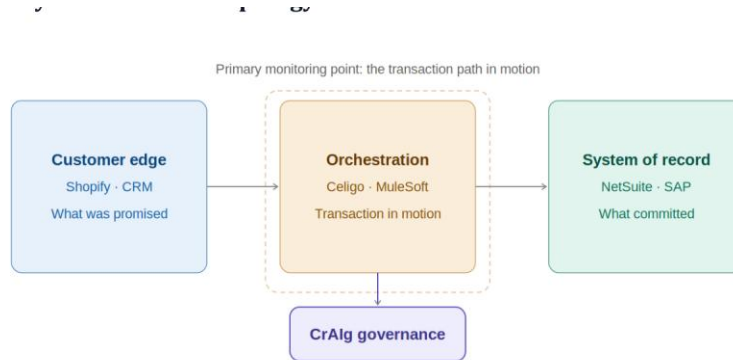 Primary monitoring point: the transaction path in motion
Customer edge
Shopify · CRM
What was promised
Orchestration
Celigo · MuleSoft
Transaction in motion
System of record
NetSuite · SAP
What committed
CrAIg governance